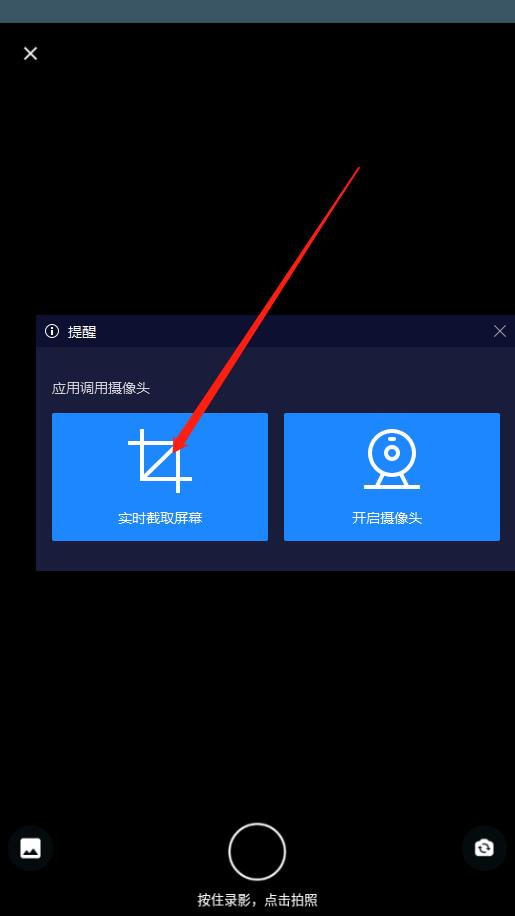 提醒
应用调用摄像头
实时截取屏幕
开启摄像头
按住录影，点击拍照